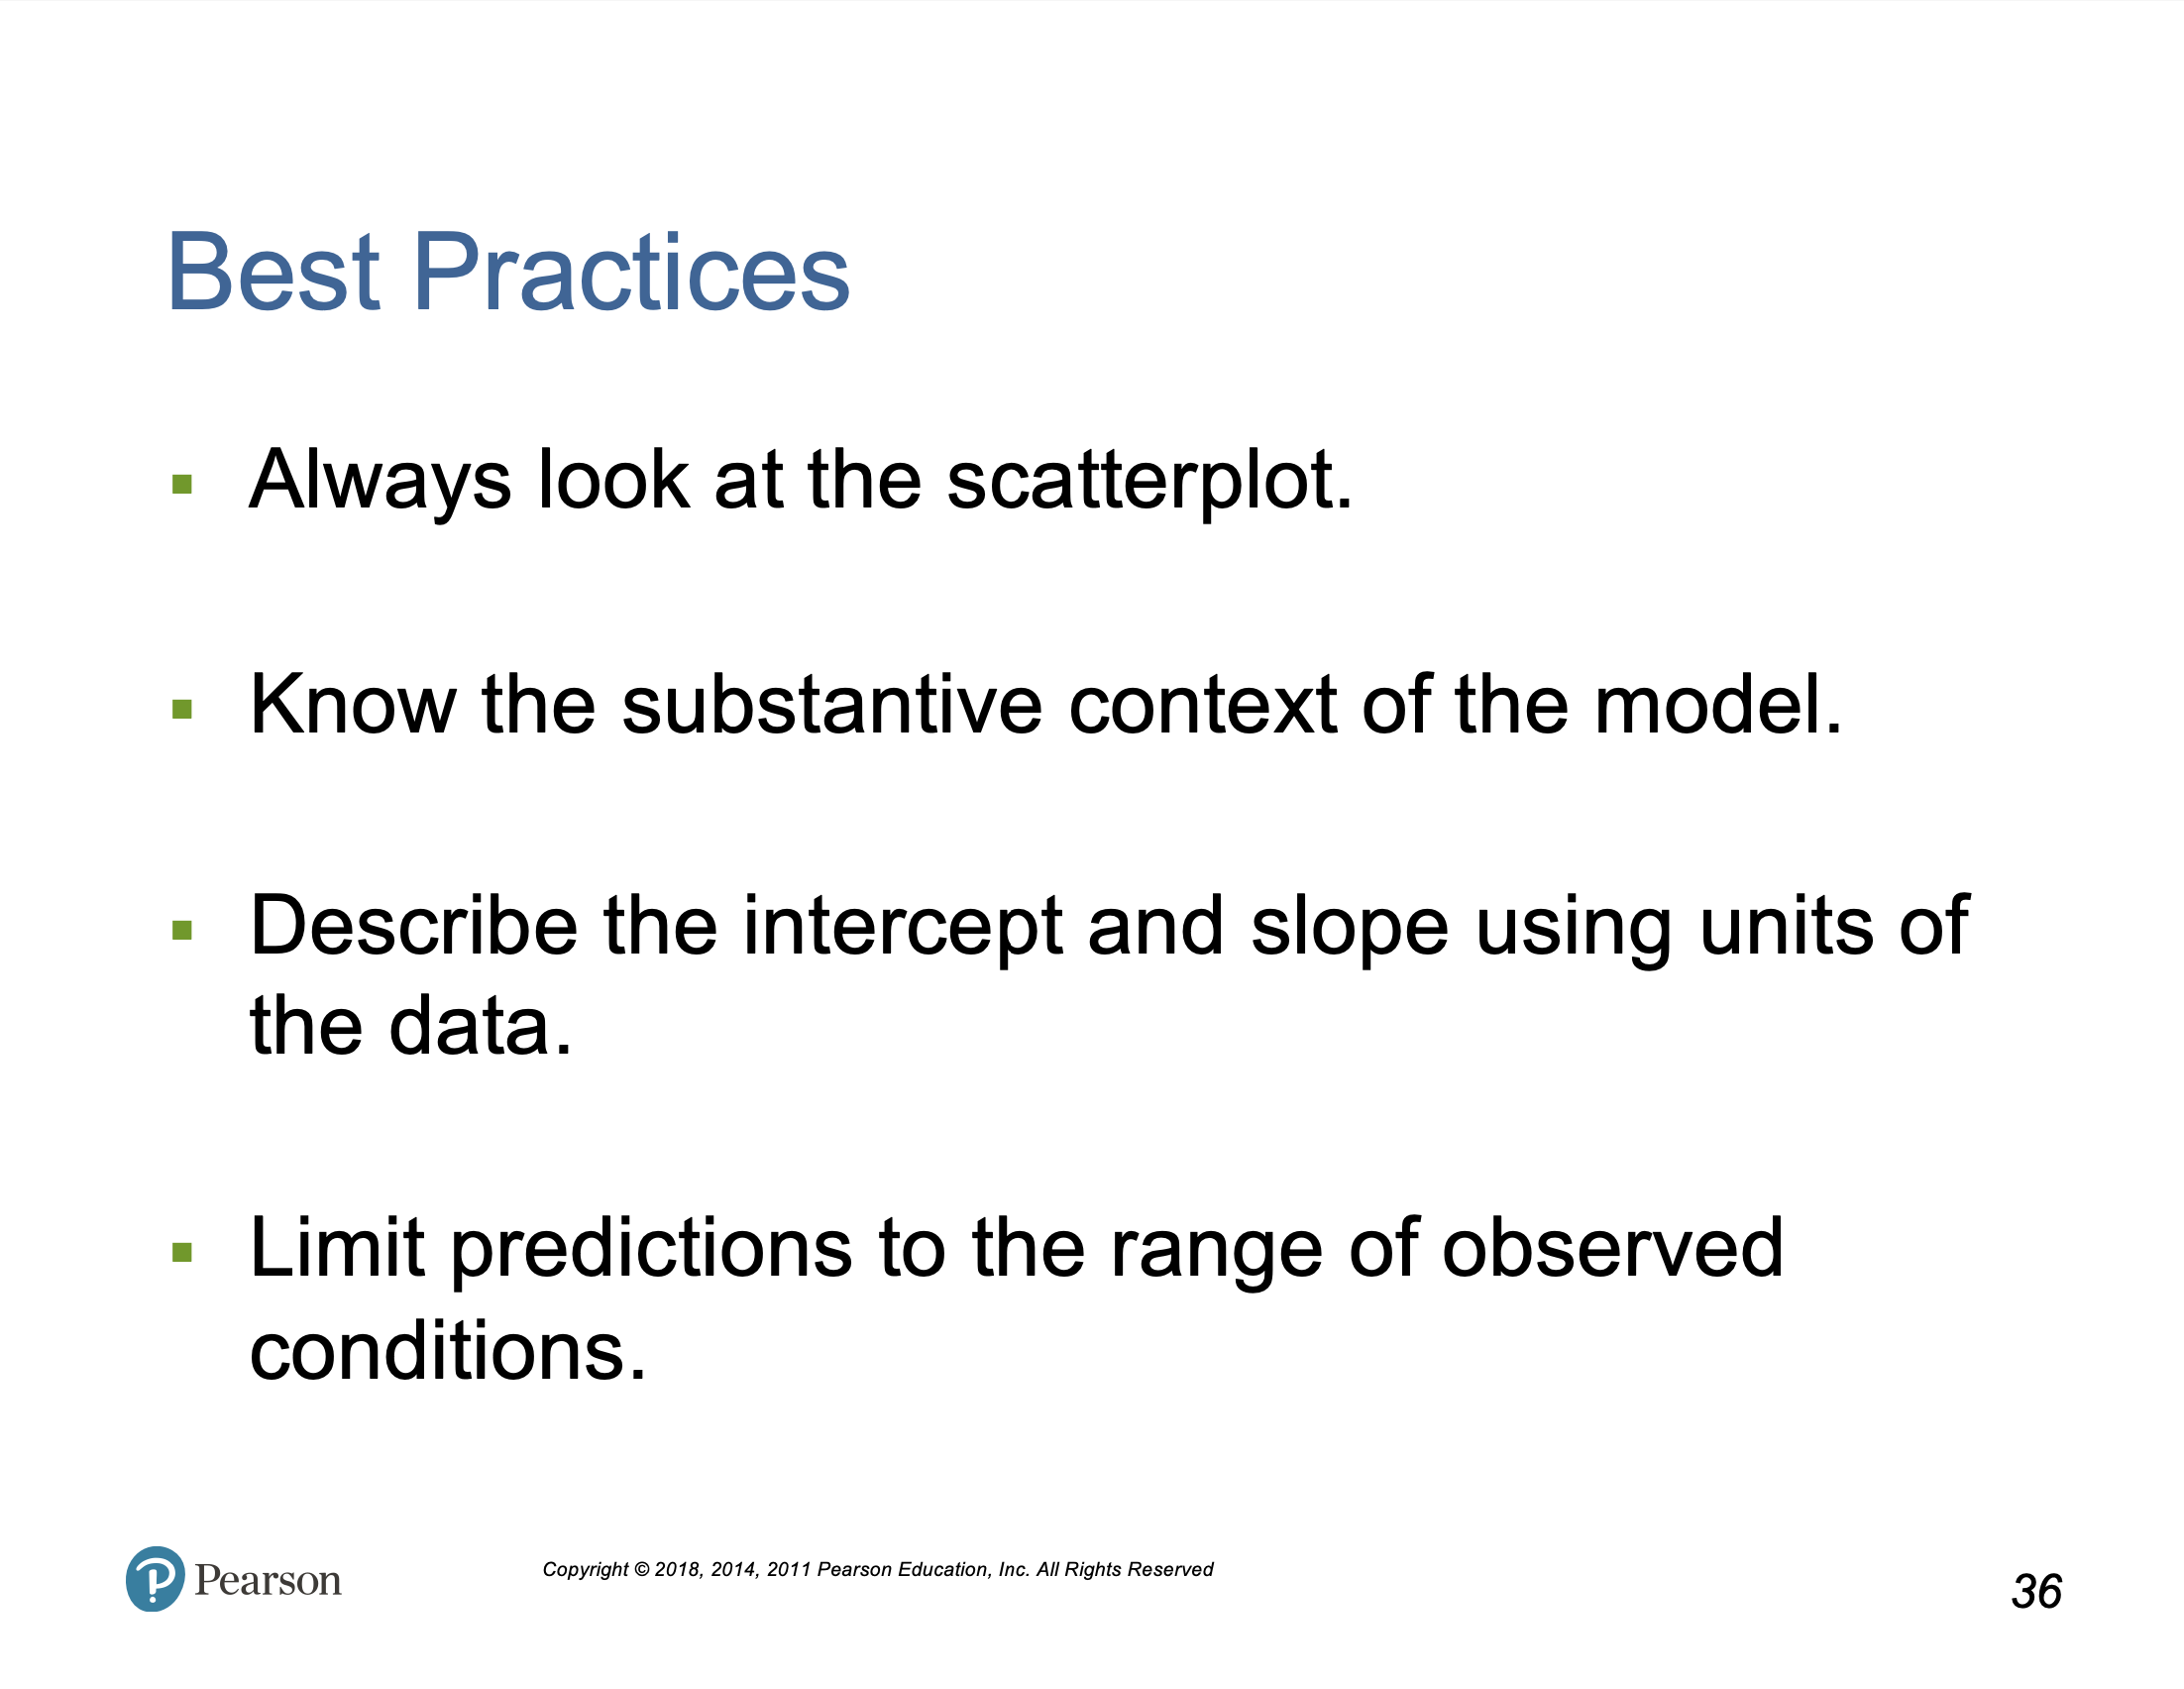 Best Practices
Always look at the scatterplot.
Know the substantive context of the model.
Describe the intercept and slope using units of
the data.
Limit predictions to the range of observed
conditions.
Pearson
Copyright © 2018, 2014, 2011 Pearson Education, Inc. All Rights Reserved
36